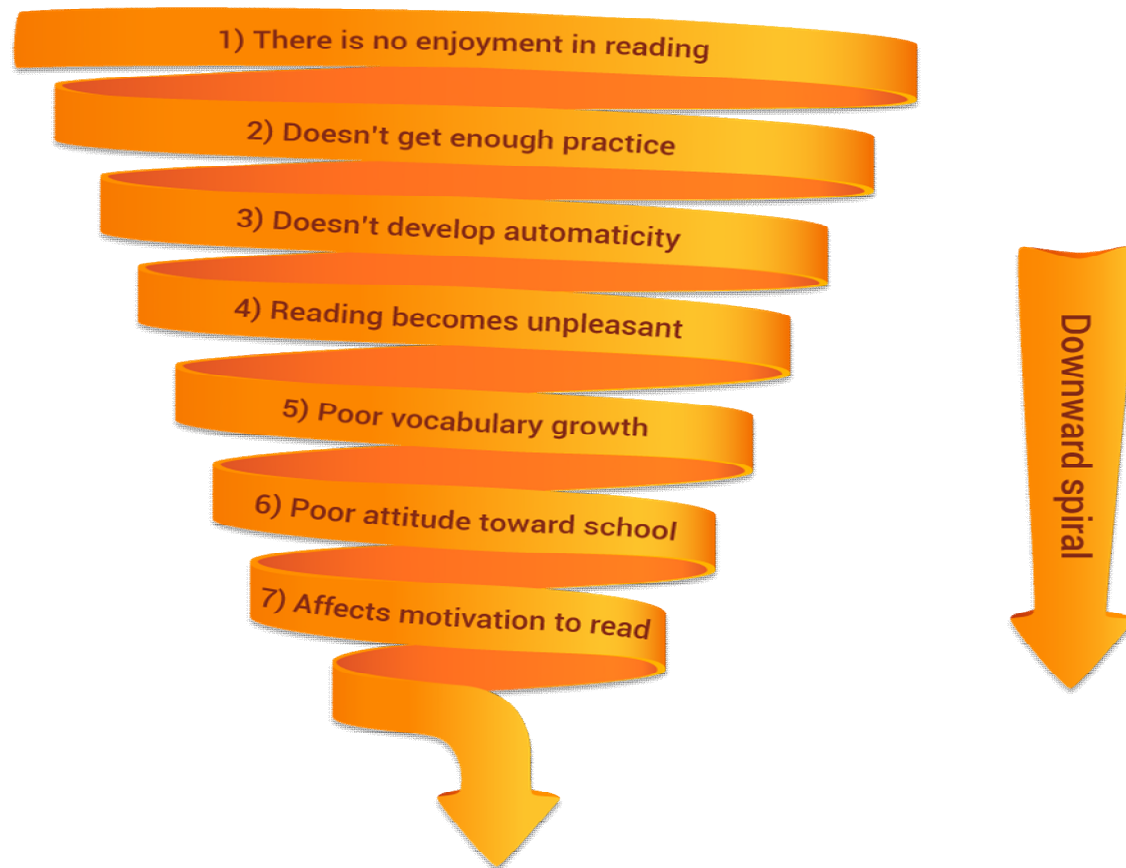 1) There is no enjoyment in reading
2) Doesn't get enough practice
3) Doesn't develop automaticity
4) Reading becomes unpleasant
5) Poor vocabulary growth
6) Poor attitude toward school
7) Affects motivation to read
Downward spiral